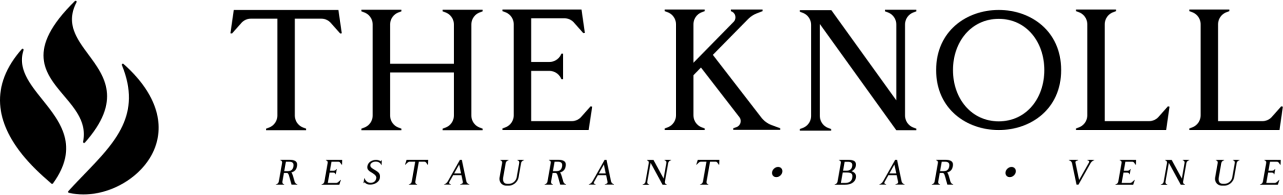 THE KNOLL
RESTAURANT • BAR • VENUE